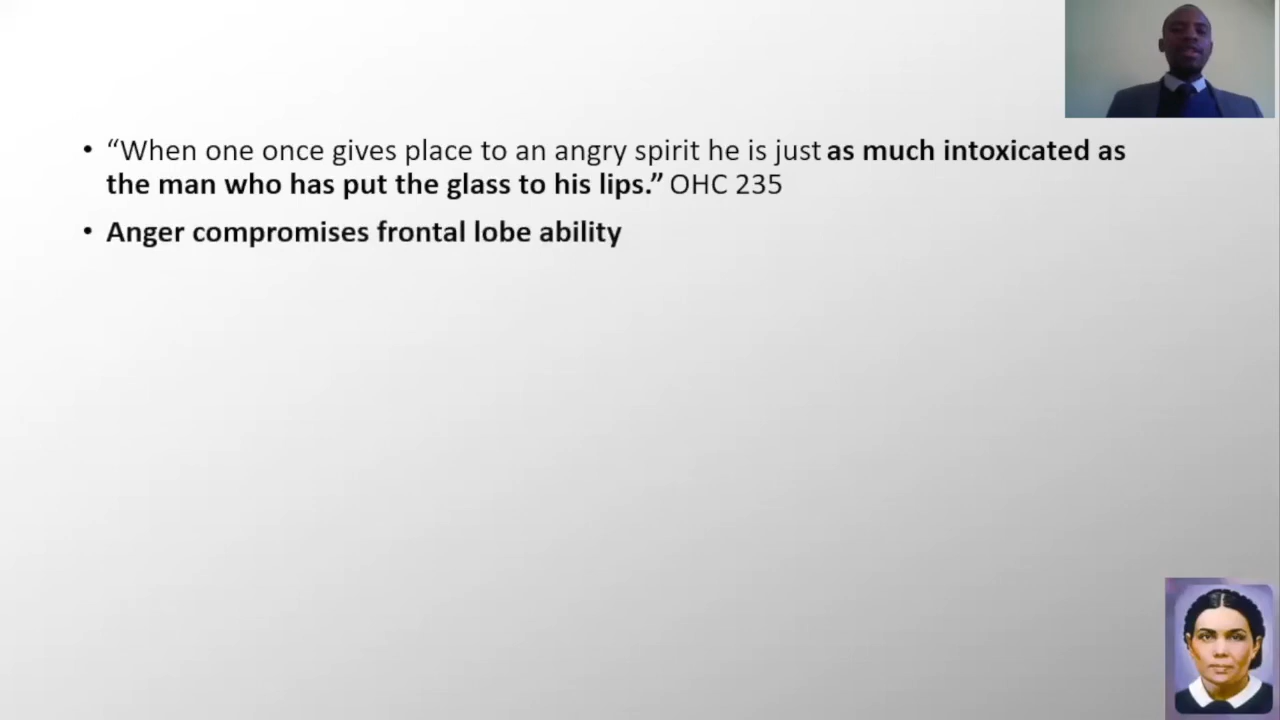 • “When one once gives place to an angry spirit he is just as much intoxicated as
the man who has put the glass to his lips.” OHC 235
• Anger compromises frontal lobe ability